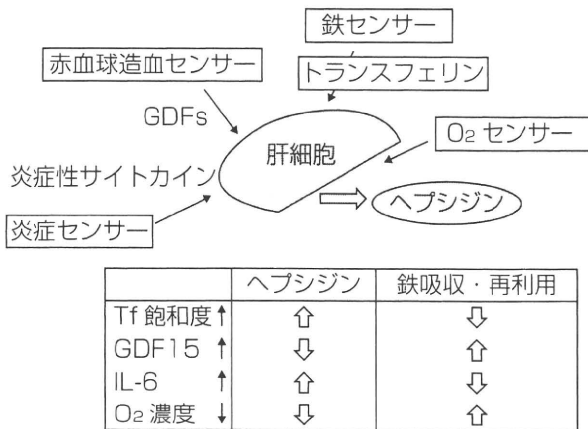 鉄センサー
赤血球造血センサー
トランスフェリン
GDFs
O₂ センサー
肝細胞
炎症性サイトカイン
ヘプシジン
炎症センサー
ヘプシジン 鉄吸収・再利用
Tf 飽和度 ↑ ⇧ ⇩
GDF15 ↑ ⇩ ⇧
IL-6 ↑ ⇧ ⇩
O₂ 濃度 ↓ ⇩ ⇧